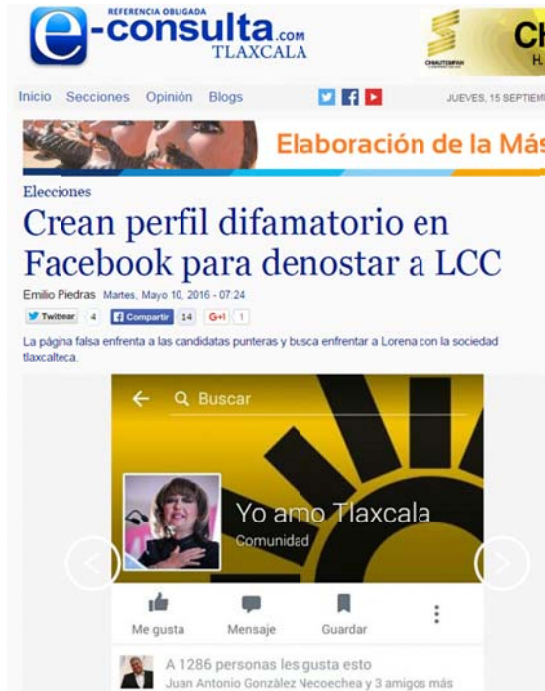 REFERENCIA OBLIGADA
e-consulta.com
TLAXCALA
CHIAUTEMPAN
H.
Inicio Secciones Opinión Blogs
JUEVES, 15 SEPTIEM
Elaboración de la Más
Elecciones
Crean perfil difamatorio en
Facebook para denostar a LCC
Emilio Piedras Martes, Mayo 10, 2016 - 07:24
Twittear 4 Compartir 14 G+1 1
La página falsa enfrenta a las candidatas punteras y busca enfrentar a Lorena con la sociedad
tlaxcalteca.
Buscar
Yo amo Tlaxcala
Comunidad
Me gusta Mensaje Guardar
A 1286 personas les gusta esto
Juan Antonio González Necoechea y 3 amigos más